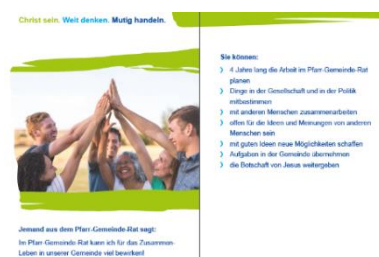 Christ sein. Weit denken. Mutig handeln.
Jemand aus dem Pfarr-Gemeinde-Rat sagt:
Im Pfarr-Gemeinde-Rat kann ich für das Zusammen-
Leben in unserer Gemeinde viel bewirken!
Sie können:
4 Jahre lang die Arbeit im Pfarr-Gemeinde-Rat
planen
Dinge in der Gesellschaft und in der Politik
mitbestimmen
mit anderen Menschen zusammenarbeiten
offen für die Ideen und Meinungen von anderen
Menschen sein
mit guten Ideen neue Möglichkeiten schaffen
Aufgaben in der Gemeinde übernehmen
die Botschaft von Jesus weitergeben